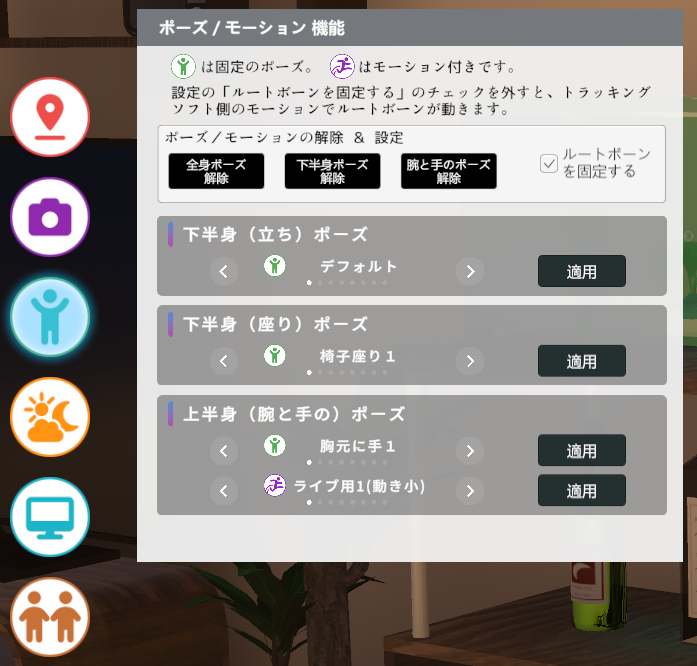 ポーズ / モーション 機能
は固定のポーズ。 はモーション付きです。
設定の「ルートボーンを固定する」のチェックを外すと、トラッキング
ソフト側のモーションでルートボーンが動きます。
ポーズ／モーションの解除 & 設定
全身ポーズ
解除
下半身ポーズ
解除
腕と手のポーズ
解除
ルートボーン
を固定する
下半身（立ち）ポーズ
デフォルト
適用
下半身（座り）ポーズ
椅子座り１
適用
上半身（腕と手の）ポーズ
胸元に手１
適用
ライブ用1(動き小)
適用